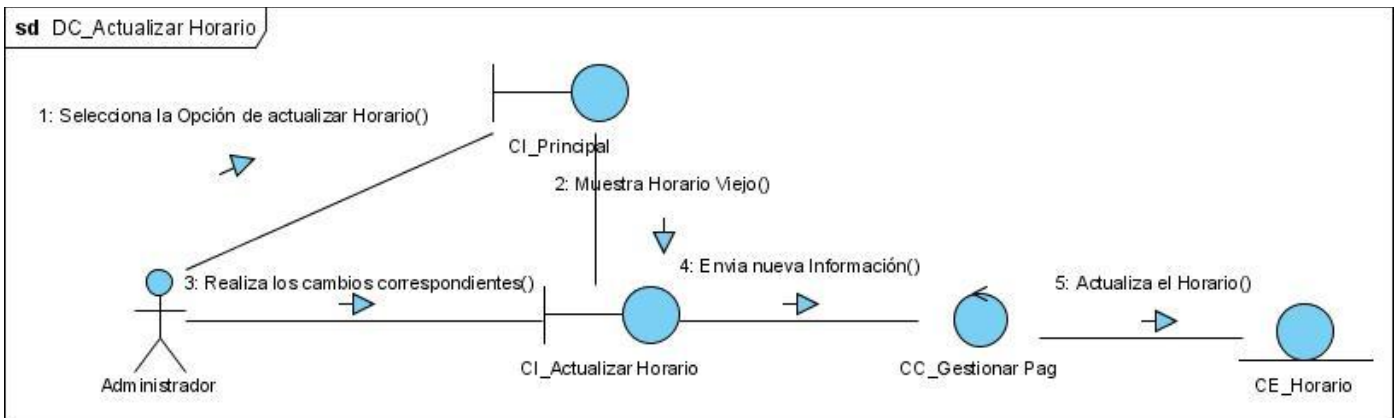 sd DC_Actualizar Horario
1: Selecciona la Opción de actualizar Horario()
CI_Principal
2: Muestra Horario Viejo()
3: Realiza los cambios correspondientes()
4: Envia nueva Información()
5: Actualiza el Horario()
Administrador
CI_Actualizar Horario
CC_Gestionar Pag
CE_Horario